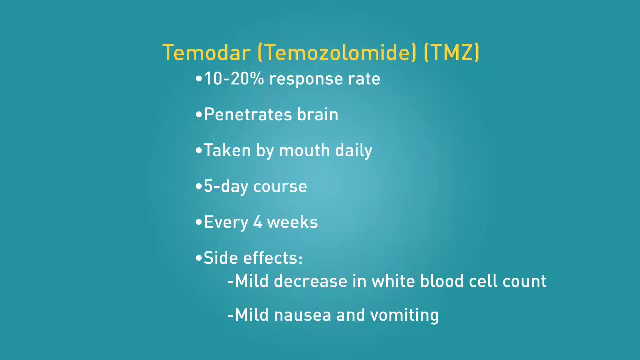 Temodar (Temozolomide) (TMZ)
•10-20% response rate
•Penetrates brain
•Taken by mouth daily
•5-day course
•Every 4 weeks
•Side effects:
-Mild decrease in white blood cell count
-Mild nausea and vomiting